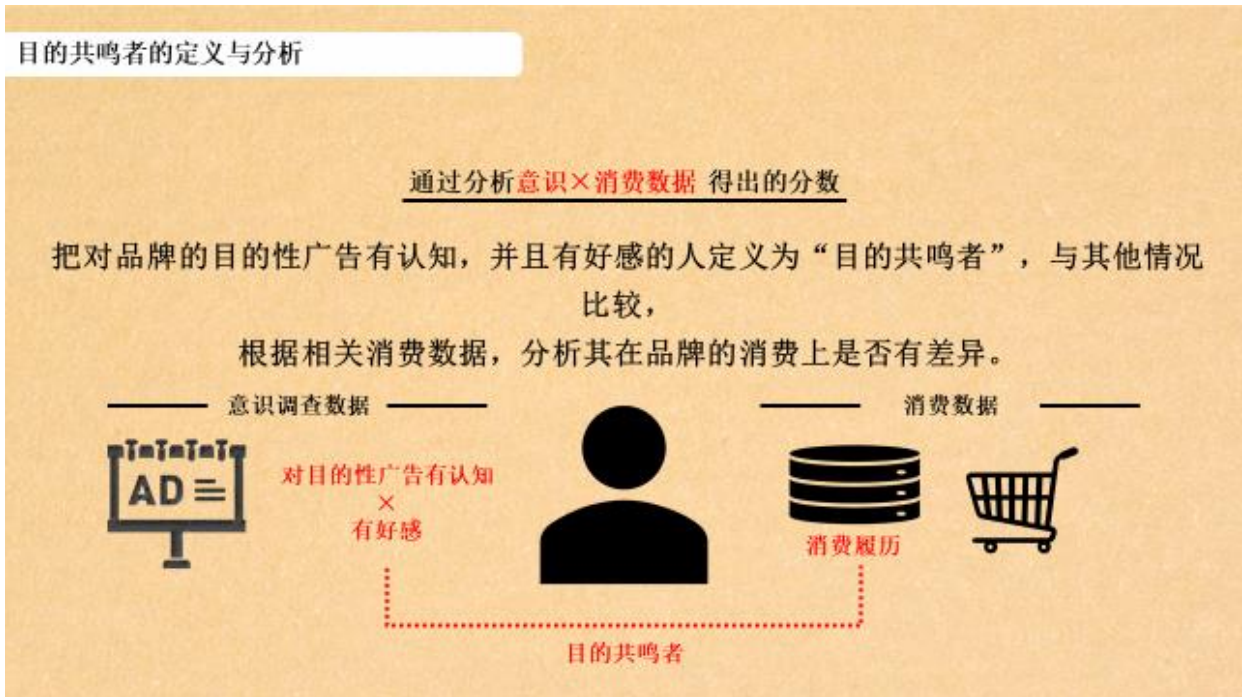 目的共鸣者的定义与分析
通过分析意识×消费数据 得出的分数
把对品牌的目的性广告有认知，并且有好感的人定义为“目的共鸣者”，与其他情况
比较，
根据相关消费数据，分析其在品牌的消费上是否有差异。
意识调查数据
消费数据
AD
对目的性广告有认知
×
有好感
消费履历
目的共鸣者